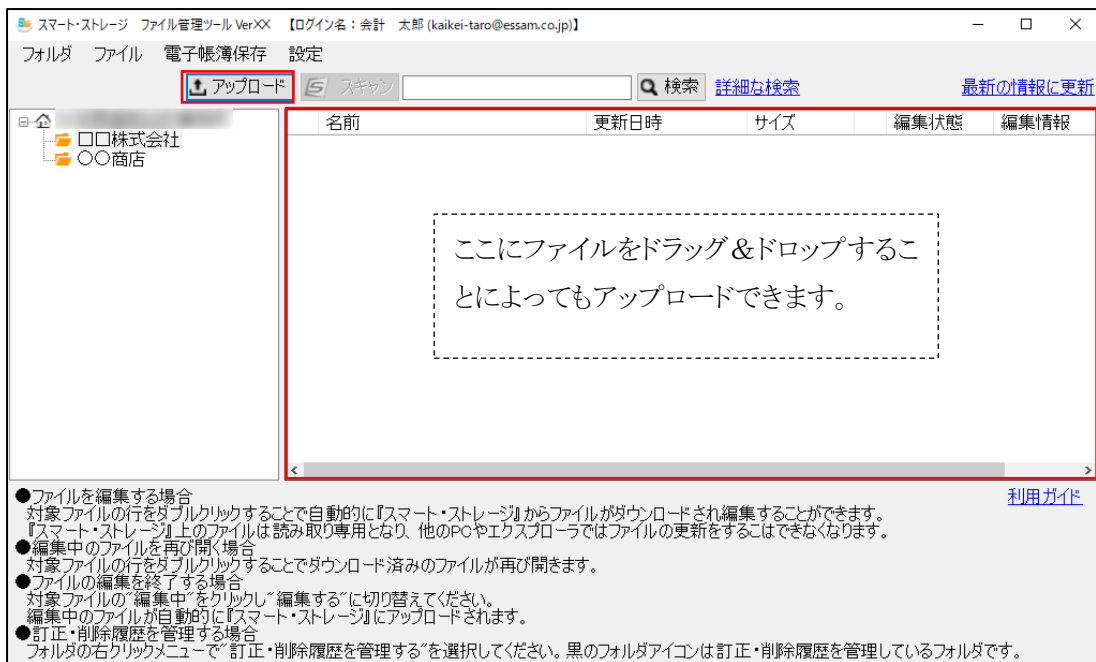 スマート・ストレージ ファイル管理ツール VerXX 【ログイン名:会計 太郎 (kaikei-taro@essam.co.jp)】
フォルダ ファイル 電子帳簿保存 設定
アップロード スキャン 検索 詳細な検索 最新の情報に更新
名前 更新日時 サイズ 編集状態 編集情報
□□株式会社
○○商店
ここにファイルをドラッグ&ドロップするこ
とによってもアップロードできます。
利用ガイド
●ファイルを編集する場合
対象ファイルの行をダブルクリックすることで自動的に『スマート・ストレージ』からファイルがダウンロードされ編集することができます。
『スマート・ストレージ』上のファイルは読み取り専用となり、他のPCやエクスプローラではファイルの更新をするこはできなくなります。
●編集中のファイルを再び開く場合
対象ファイルの行をダブルクリックすることでダウンロード済みのファイルが再び開きます。
●ファイルの編集を終了する場合
対象ファイルの"編集中"をクリックし"編集する"に切り替えてください。
編集中のファイルが自動的に『スマート・ストレージ』にアップロードされます。
●訂正・削除履歴を管理する場合
フォルダの右クリックメニューで"訂正・削除履歴を管理する"を選択してください。黒のフォルダアイコンは訂正・削除履歴を管理しているフォルダです。